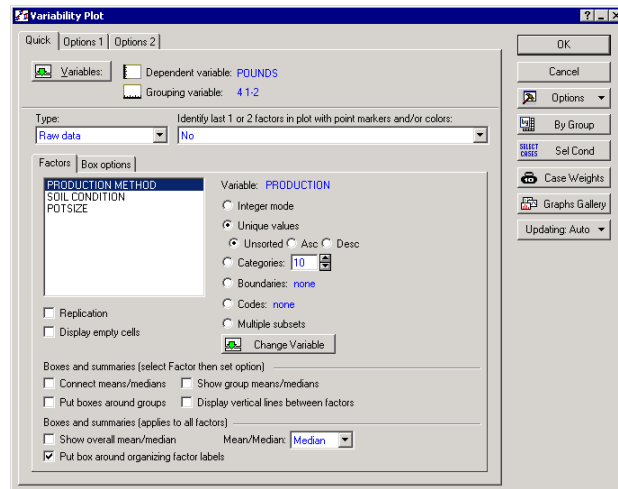 Variability Plot
Quick Options 1 Options 2
OK
Variables: Dependent variable: POUNDS
Cancel
Grouping variable: 4 1-2
Options
Type: Identify last 1 or 2 factors in plot with point markers and/or colors:
By Group
Raw data No
SELECT CASES Sel Cond
Factors Box options
Case Weights
PRODUCTION METHOD
SOIL CONDITION
POTSIZE
Variable: PRODUCTION
Graphs Gallery
Integer mode
Updating: Auto
Unique values
Unsorted Asc Desc
Categories: 10
Boundaries: none
Codes: none
Replication
Multiple subsets
Display empty cells
Change Variable
Boxes and summaries (select Factor then set option)
Connect means/medians Show group means/medians
Put boxes around groups Display vertical lines between factors
Boxes and summaries (applies to all factors)
Show overall mean/median Mean/Median: Median
Put box around organizing factor labels